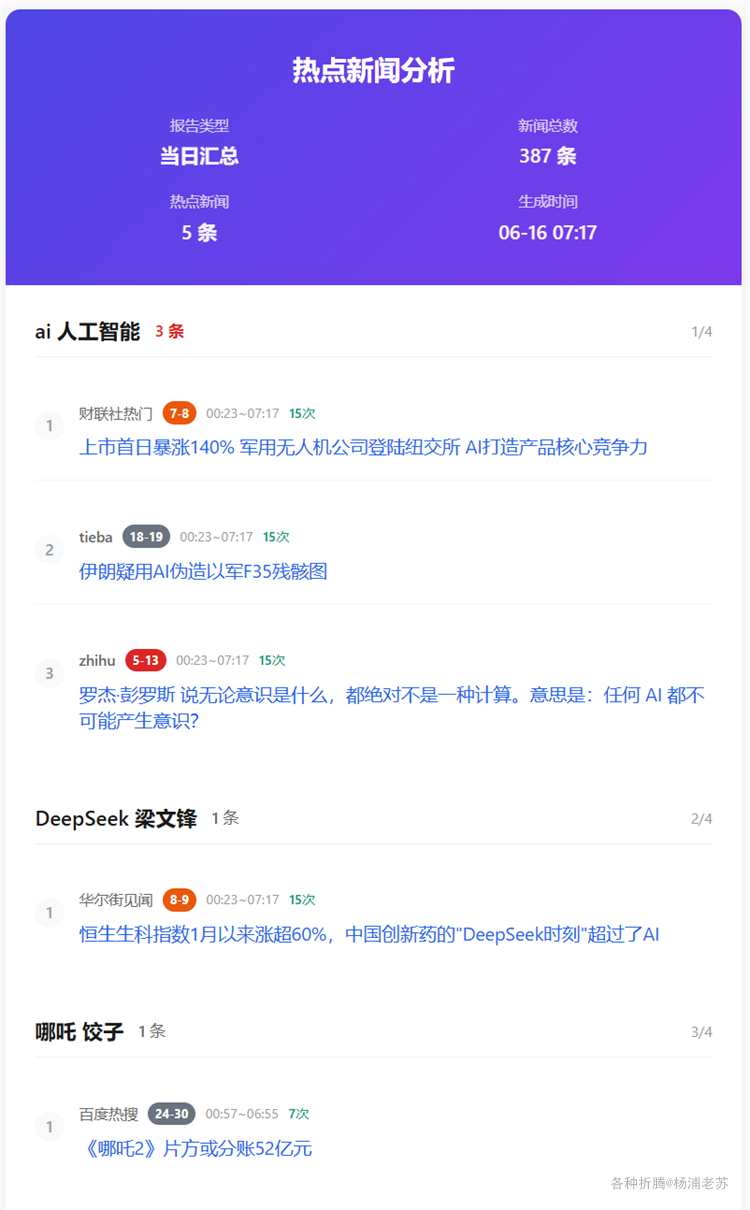 热点新闻分析
报告类型
新闻总数
当日汇总
387 条
热点新闻
生成时间
5 条
06-16 07:17
ai 人工智能 3 条 1/4
1 财联社热门 7-8 00:23~07:17 15次
上市首日暴涨140% 军用无人机公司登陆纽交所 AI打造产品核心竞争力
2 tieba 18-19 00:23~07:17 15次
伊朗疑用AI伪造以军F35残骸图
3 zhihu 5-13 00:23~07:17 15次
罗杰·彭罗斯 说无论意识是什么，都绝对不是一种计算。意思是：任何 AI 都不
可能产生意识？
DeepSeek 梁文锋 1 条 2/4
1 华尔街见闻 8-9 00:23~07:17 15次
恒生生科指数1月以来涨超60%，中国创新药的"DeepSeek时刻"超过了AI
哪吒 饺子 1 条 3/4
1 百度热搜 24-30 00:57~06:55 7次
《哪吒2》片方或分账52亿元
各种折腾@杨浦老苏